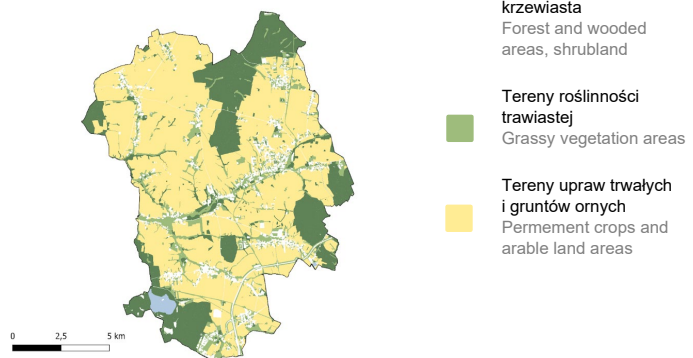 krzewiasta
Forest and wooded
areas, shrubland
Tereny roślinności
trawiastej
Grassy vegetation areas
Tereny upraw trwałych
i gruntów ornych
Permement crops and
arable land areas
0 2,5 5 km